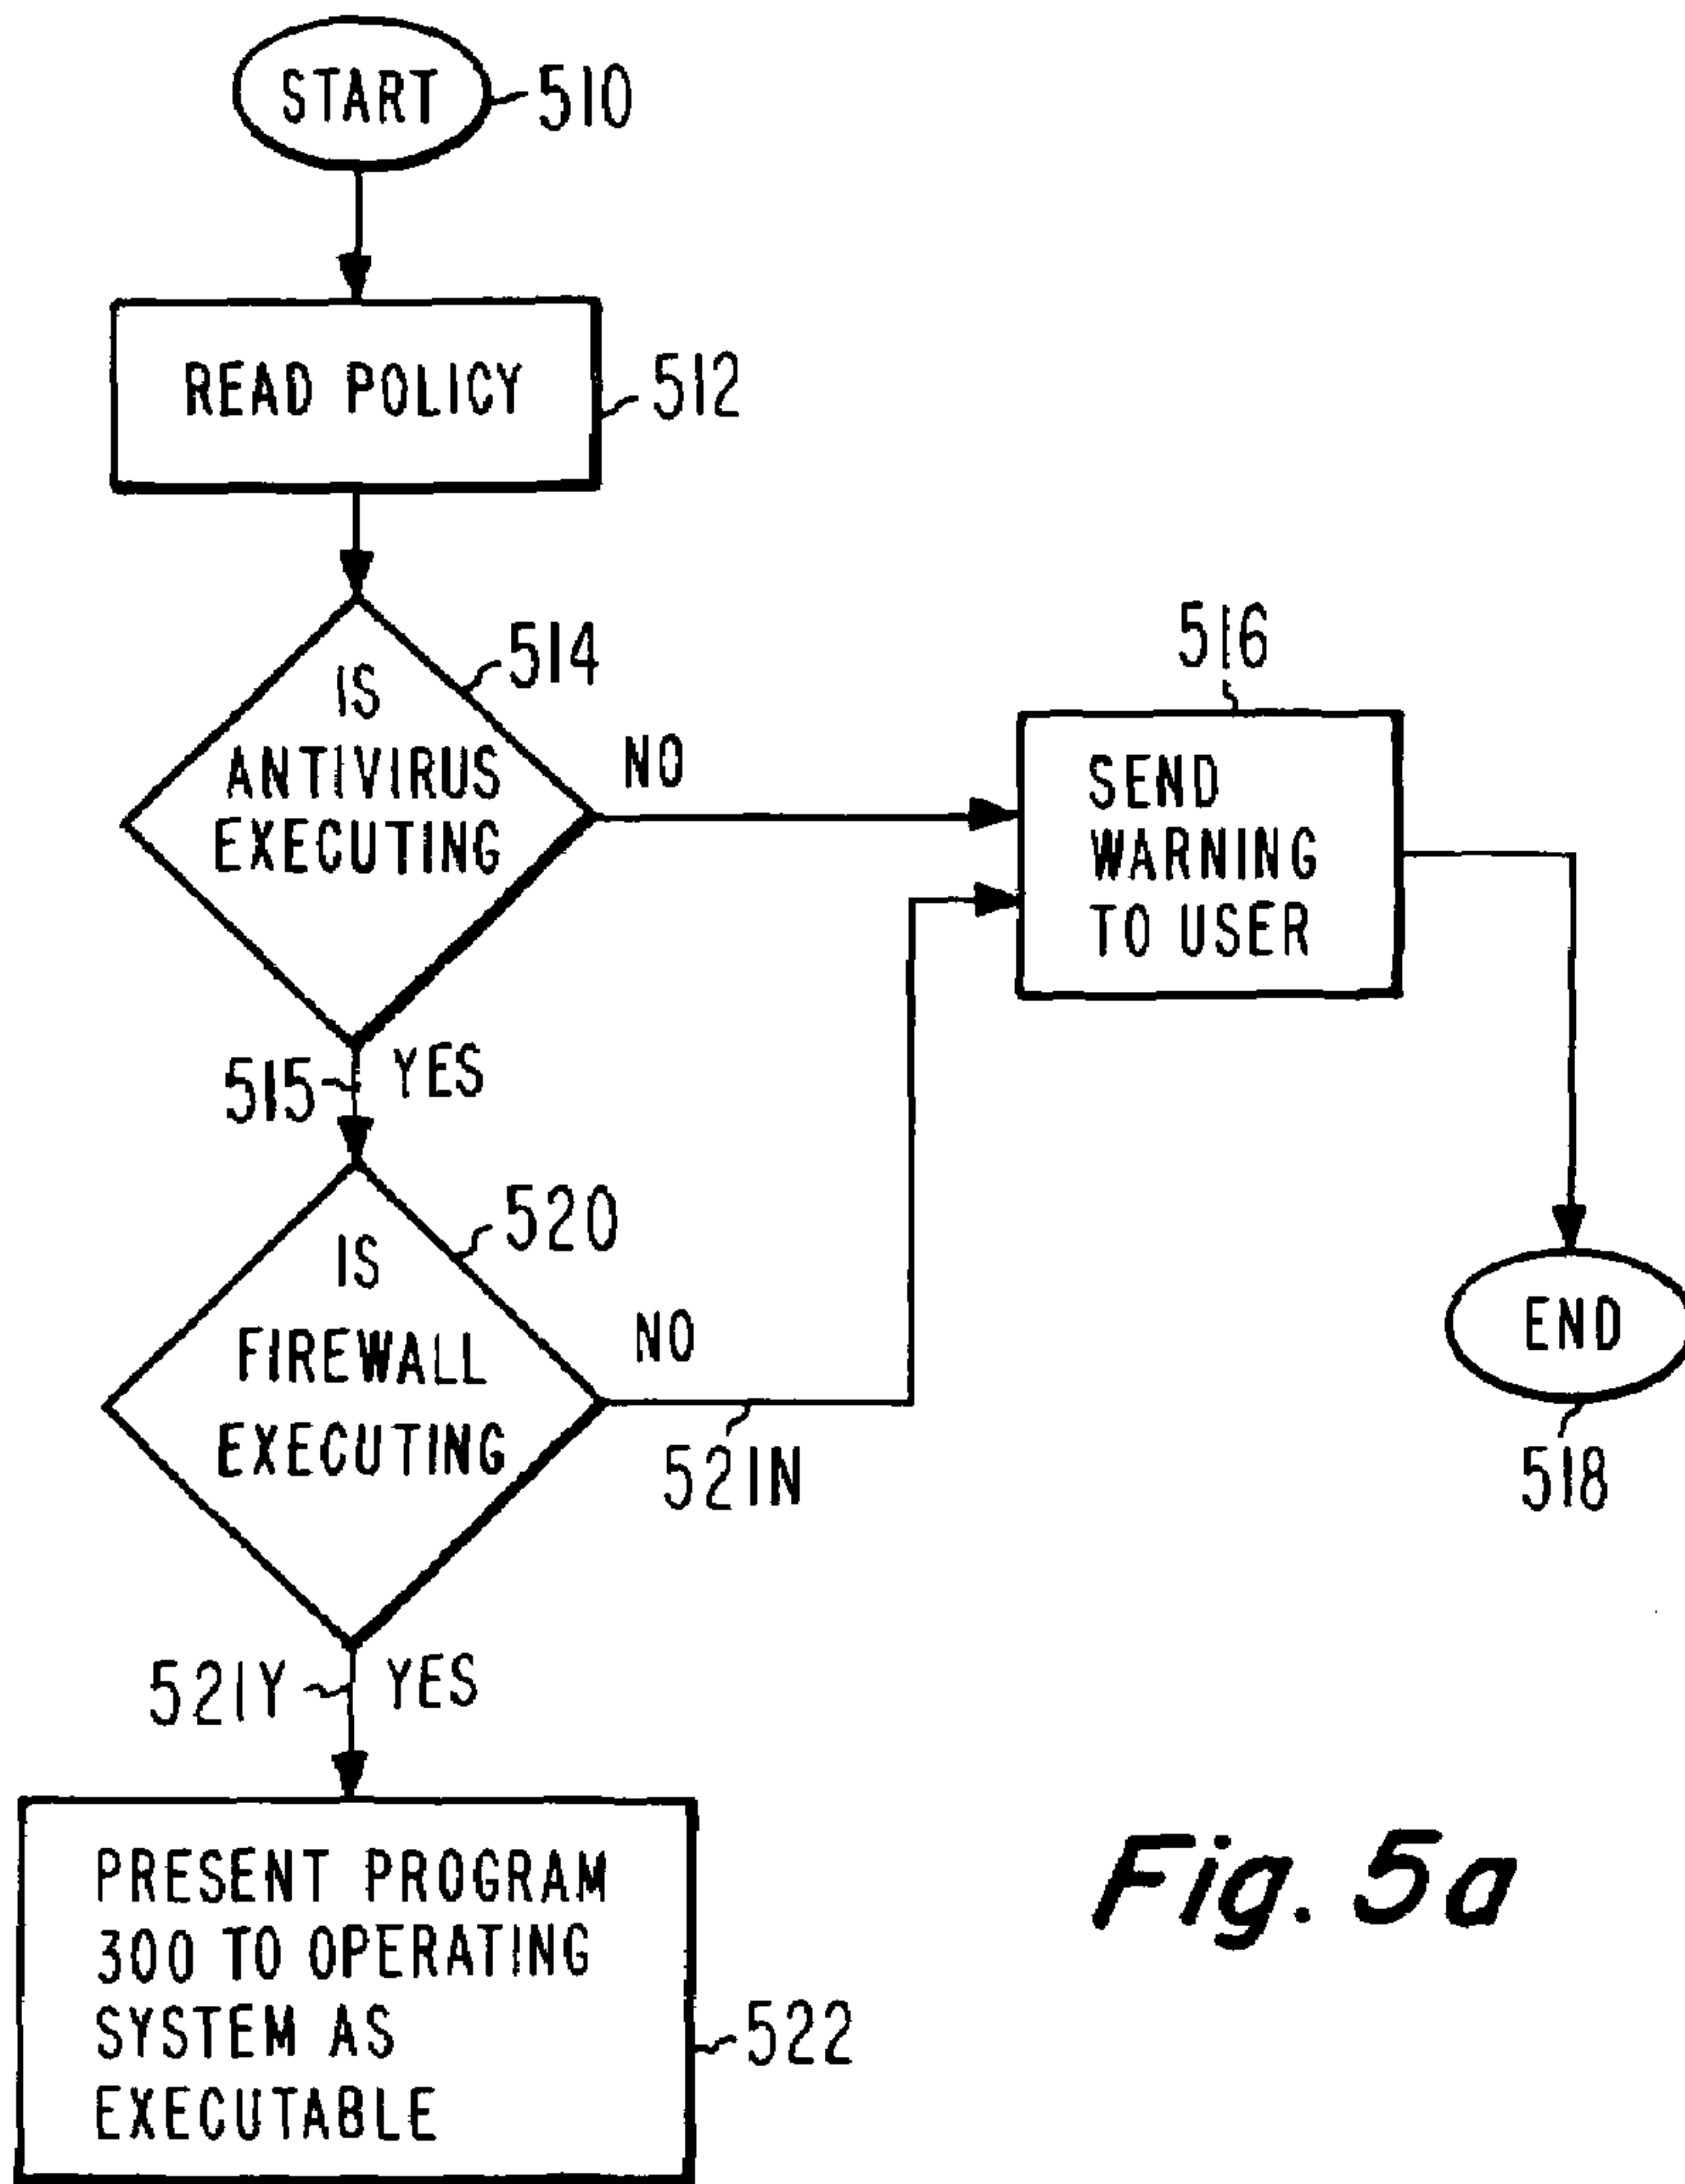 START
510
READ POLICY
512
514
IS
ANTIVIRUS
EXECUTING
NO
516
SEND
WARNING
TO USER
515
YES
520
IS
FIREWALL
EXECUTING
NO
521N
END
518
521Y
YES
PRESENT PROGRAM
300 TO OPERATING
SYSTEM AS
EXECUTABLE
522
Fig. 5a